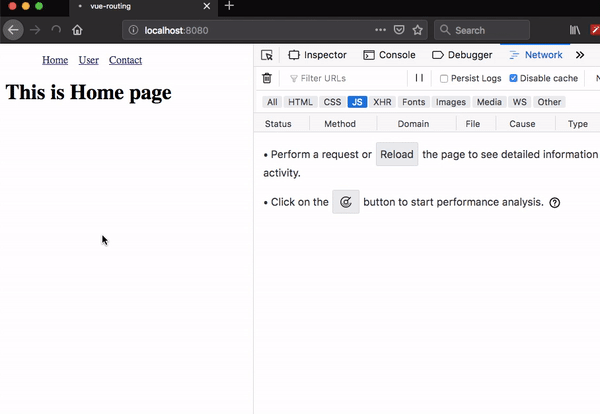 vue-routing
localhost:8080
Search
Home User Contact
This is Home page
Inspector Console Debugger Network
Filter URLs Persist Logs Disable cache
All HTML CSS JS XHR Fonts Images Media WS Other
Status Method Domain File Cause Type
• Perform a request or Reload the page to see detailed information
activity.
• Click on the button to start performance analysis.